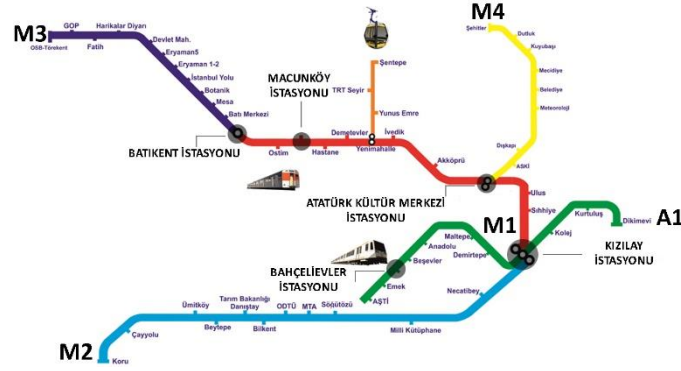 M3
OSB-Törekent
GOP
Fatih
Harikalar Diyarı
Devlet Mah.
Eryaman5
Eryaman 1-2
İstanbul Yolu
Botanik
Mesa
Batı Merkezi
BATIKENT İSTASYONU
MACUNKÖY
İSTASYONU
Ostim
Hastane
Demetevler
Şentepe
TRT Seyir
Yunus Emre
Yenimahalle
İvedik
Akköprü
M4
Şehitler
Dutluk
Kuyubaşı
Mecidiye
Belediye
Meteoroloji
Dışkapı
ASKİ
ATATÜRK KÜLTÜR MERKEZİ
İSTASYONU
Ulus
Sıhhiye
M1
A1
Dikimevi
Kurtuluş
Kolej
KIZILAY
İSTASYONU
Maltepe
Demirtepe
Anadolu
Beşevler
BAHÇELİEVLER
İSTASYONU
Emek
AŞTİ
Necatibey
Milli Kütüphane
Söğütözü
MTA
ODTÜ
Bilkent
Tarım Bakanlığı
Danıştay
Beytepe
Ümitköy
Çayyolu
M2
Koru